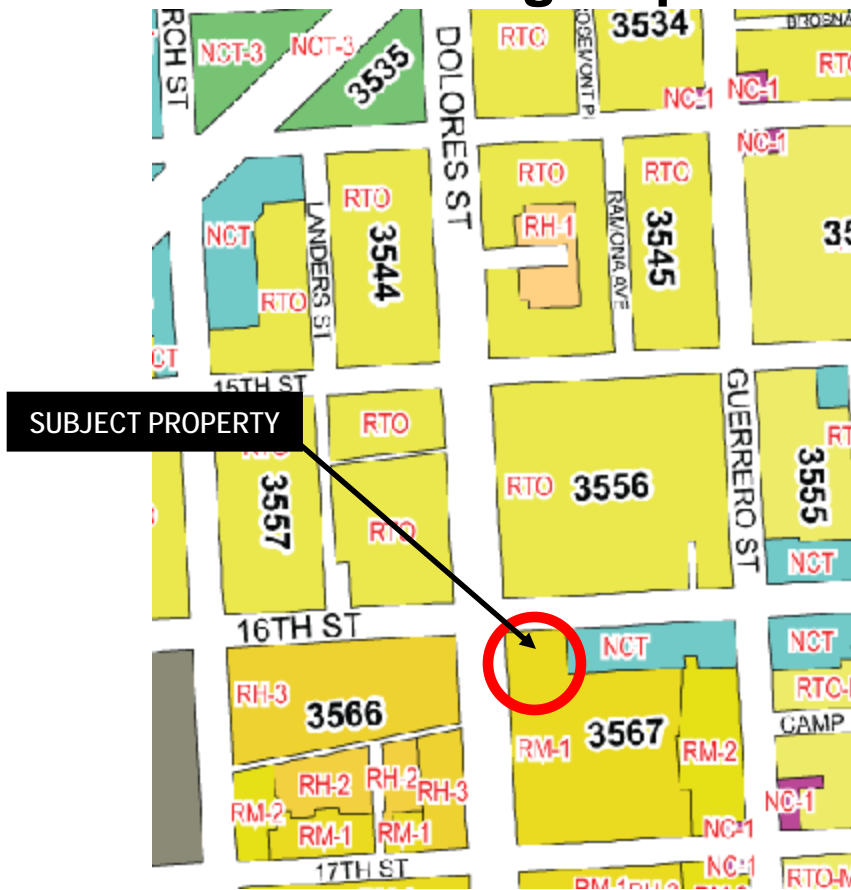 NCT-3
NCT-3
3535
DOLORES ST
RTO
3534
NC-1
NC-1
NC-1
RTO
NCT
RTO
LANDERS ST
3544
RTO
RH-1
RAMONA AVE
RTO
3545
15TH ST
GUERRERO ST
SUBJECT PROPERTY
RTO
3557
RTO
RTO
3556
3555
NCT
16TH ST
NCT
NCT
RH-3
3566
RM-1
3567
RM-2
CAMP
RH-2
RH-2
RH-3
RM-2
RM-1
RM-1
NC-1
NC-1
17TH ST
NC-1